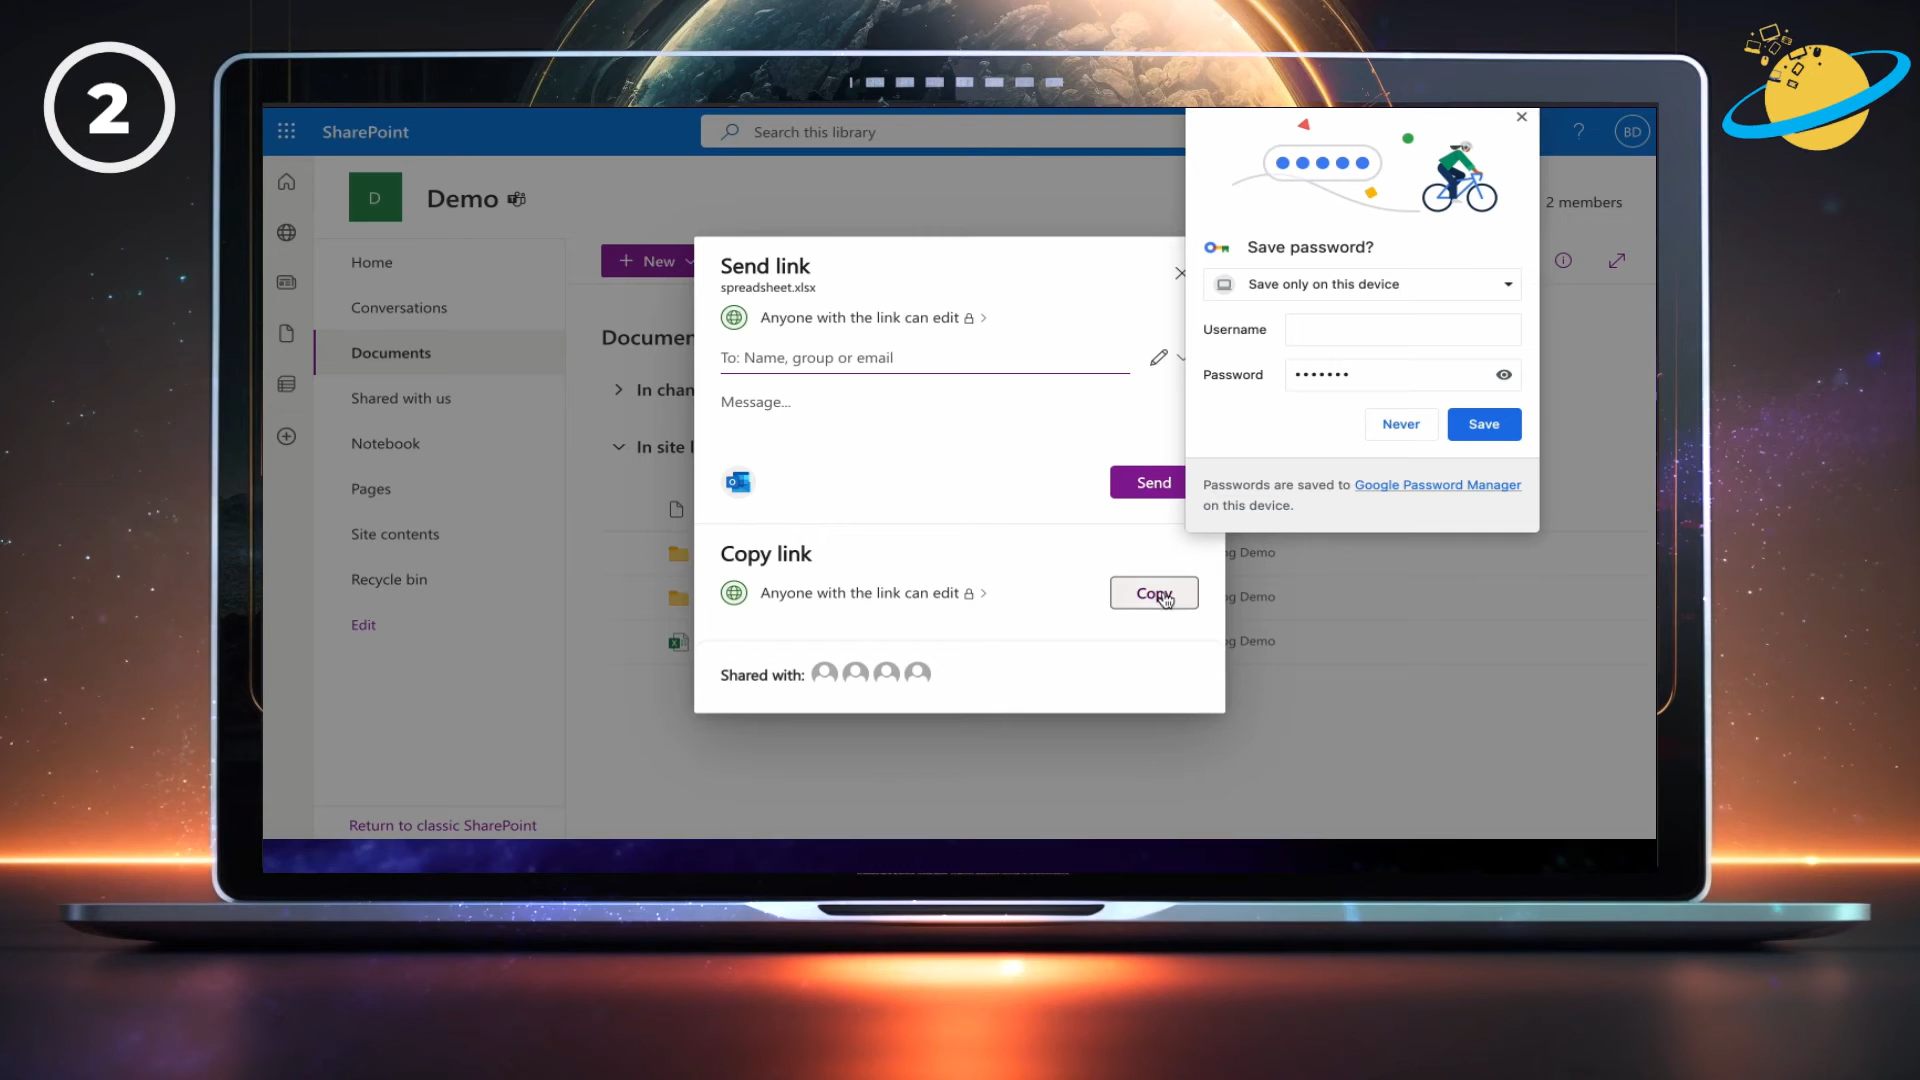 2
SharePoint
Search this library
? BD
D
Demo
2 members
Home
Conversations
Documents
Shared with us
Notebook
Pages
Site contents
Recycle bin
Edit
Return to classic SharePoint
+ New
In site
Send link
spreadsheet.xlsx
Anyone with the link can edit
To: Name, group or email
Message...
Send
Copy link
Anyone with the link can edit
Copy
Shared with:
Demo
Demo
Demo
Save password?
Save only on this device
Username
Password
Never
Save
Passwords are saved to Google Password Manager
on this device.